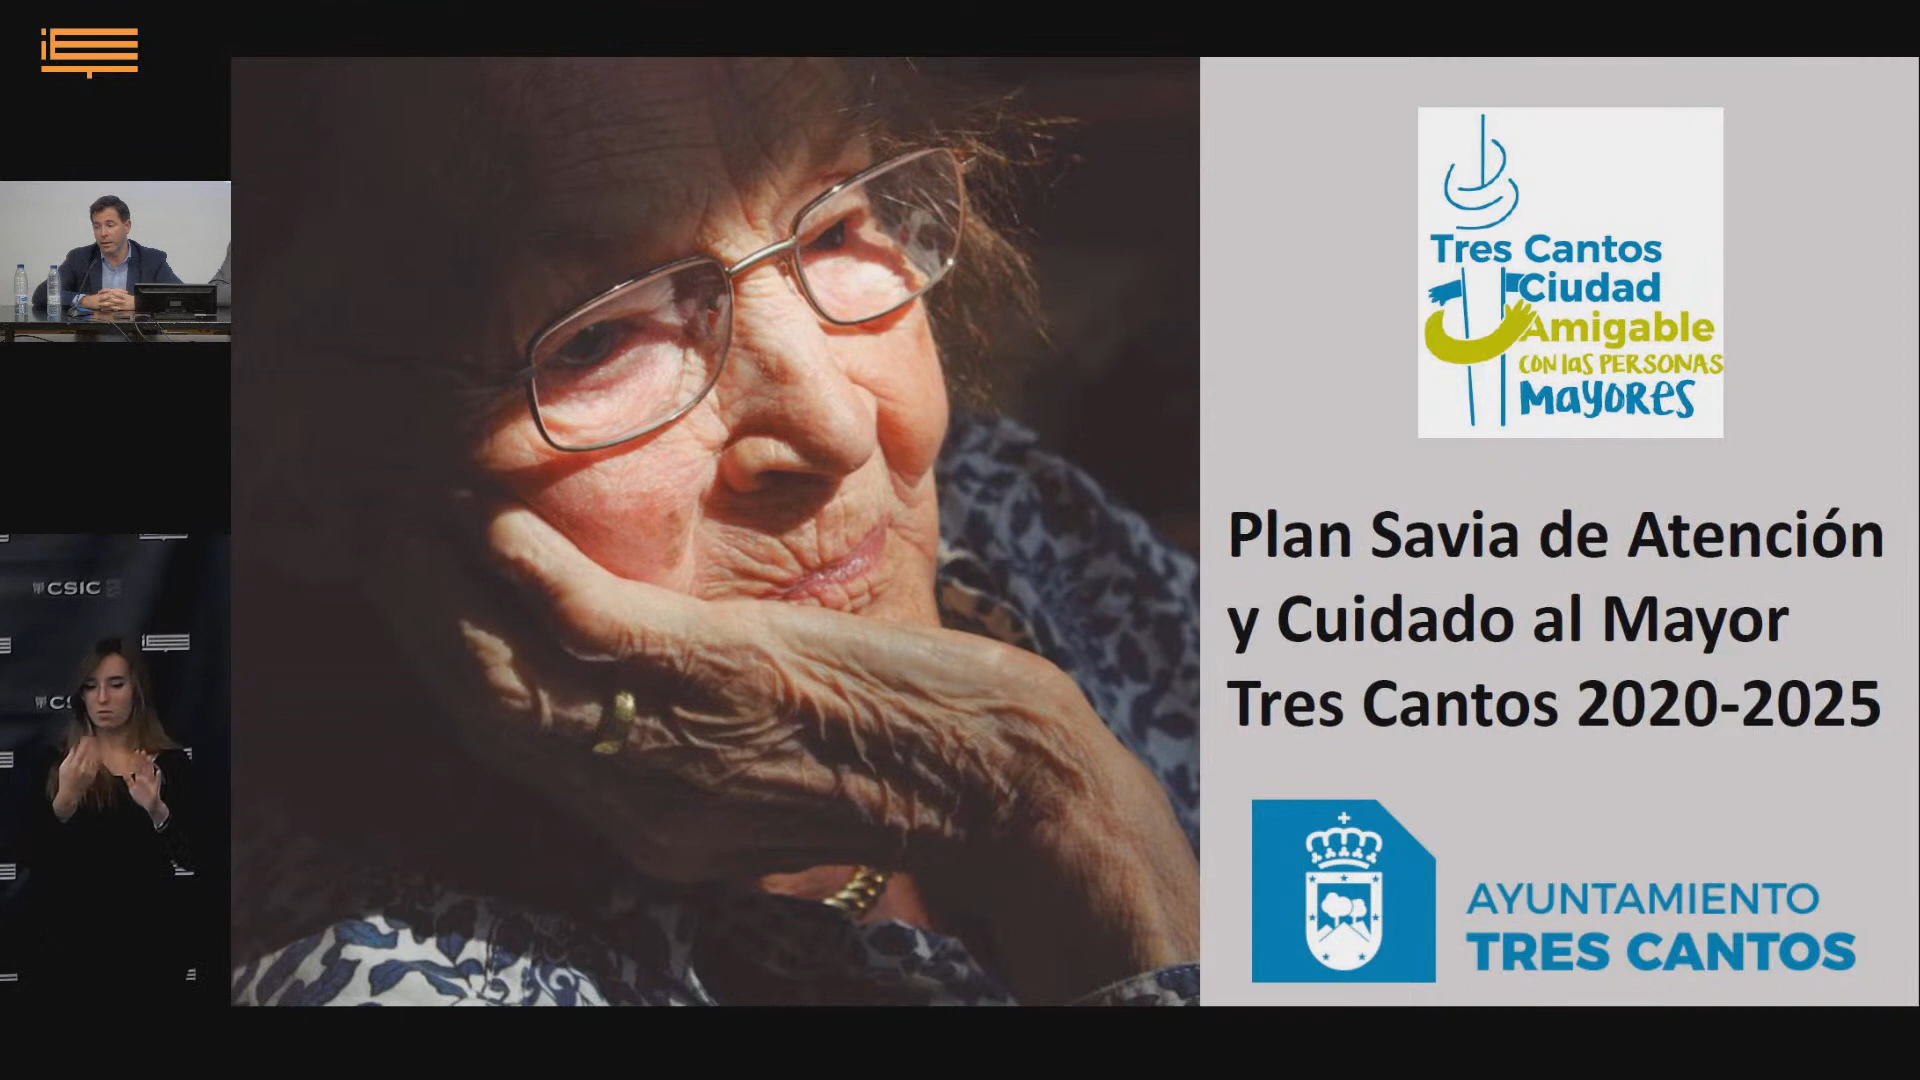 CSIC
Tres Cantos
Ciudad
Amigable
CON las PERSONAS
MAYORES
Plan Savia de Atención
y Cuidado al Mayor
Tres Cantos 2020-2025
AYUNTAMIENTO
TRES CANTOS